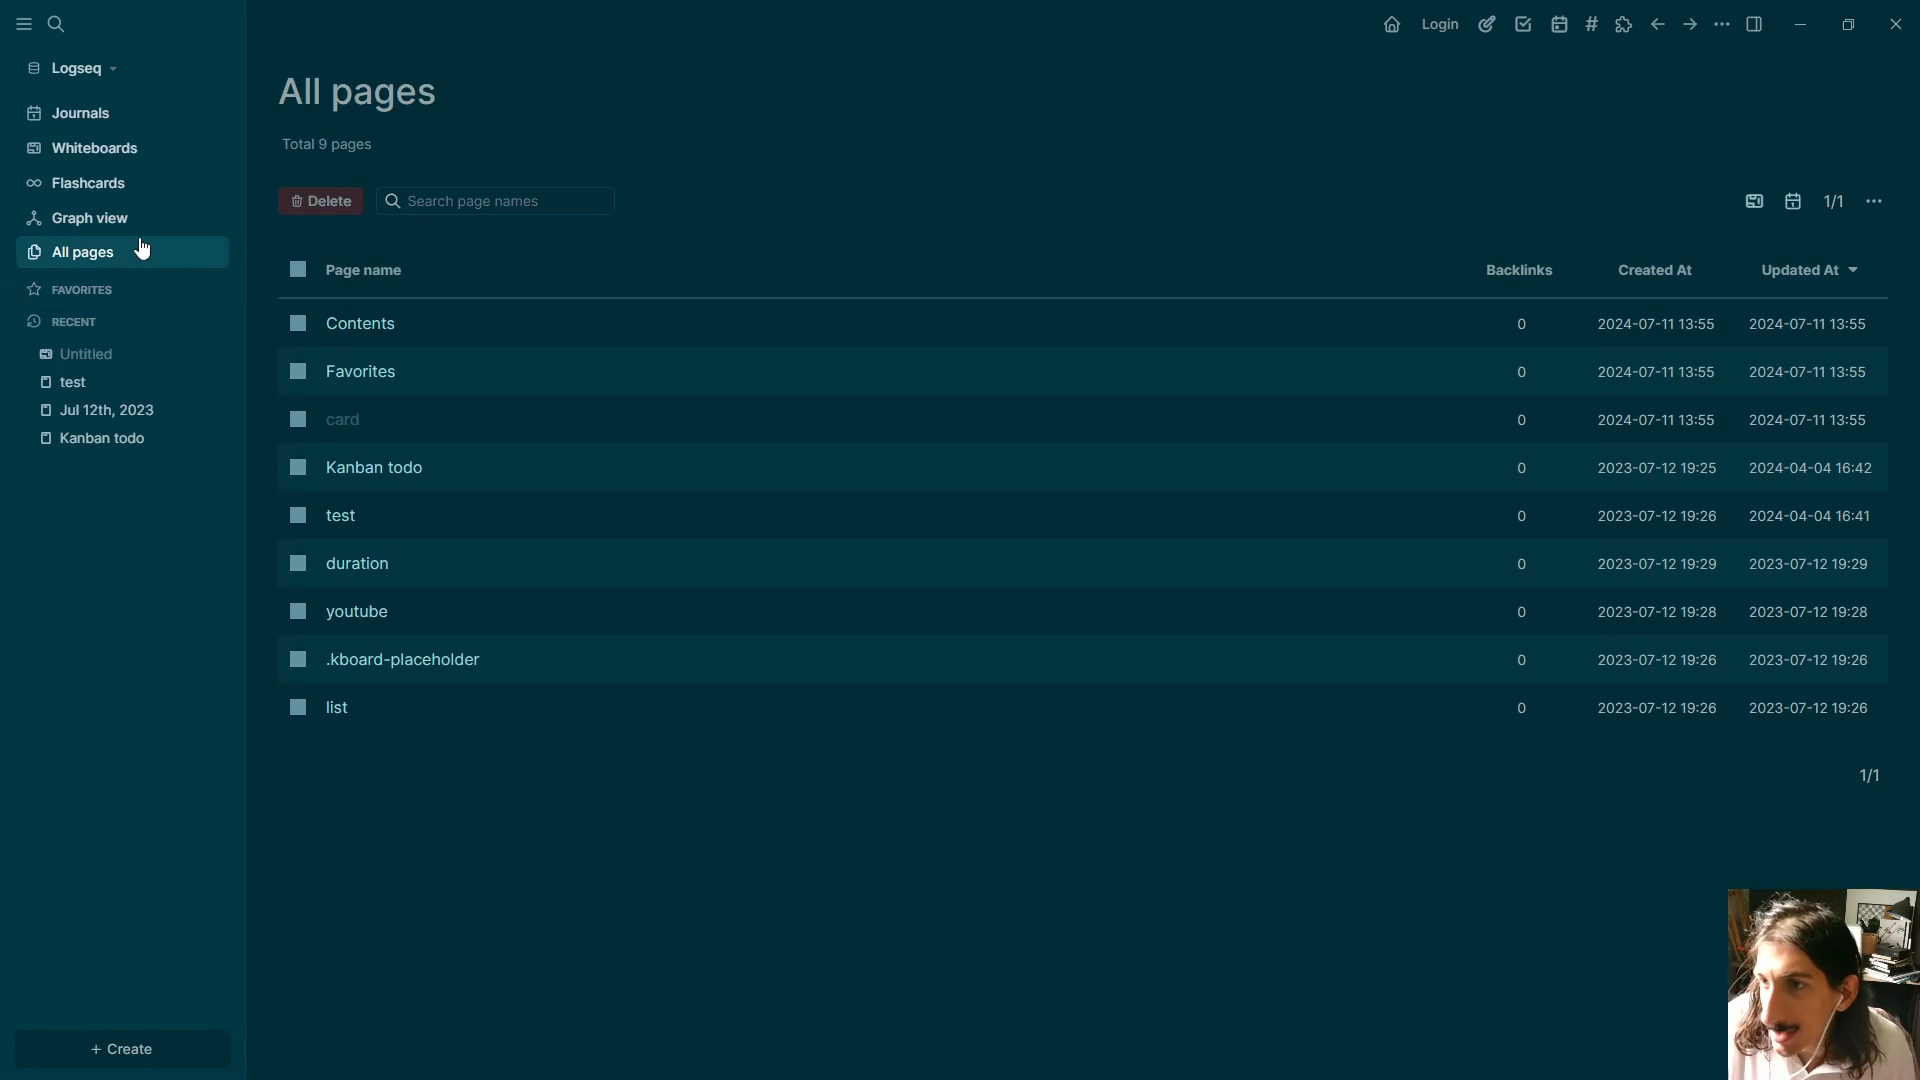 Login
#
Logseq
Journals
Whiteboards
Flashcards
Graph view
All pages
FAVORITES
RECENT
Untitled
test
Jul 12th, 2023
Kanban todo
+ Create
All pages
Total 9 pages
Delete
Search page names
1/1
Page name Backlinks Created At Updated At
Contents 0 2024-07-11 13:55 2024-07-11 13:55
Favorites 0 2024-07-11 13:55 2024-07-11 13:55
card 0 2024-07-11 13:55 2024-07-11 13:55
Kanban todo 0 2023-07-12 19:25 2024-04-04 16:42
test 0 2023-07-12 19:26 2024-04-04 16:41
duration 0 2023-07-12 19:29 2023-07-12 19:29
youtube 0 2023-07-12 19:28 2023-07-12 19:28
.kboard-placeholder 0 2023-07-12 19:26 2023-07-12 19:26
list 0 2023-07-12 19:26 2023-07-12 19:26
1/1